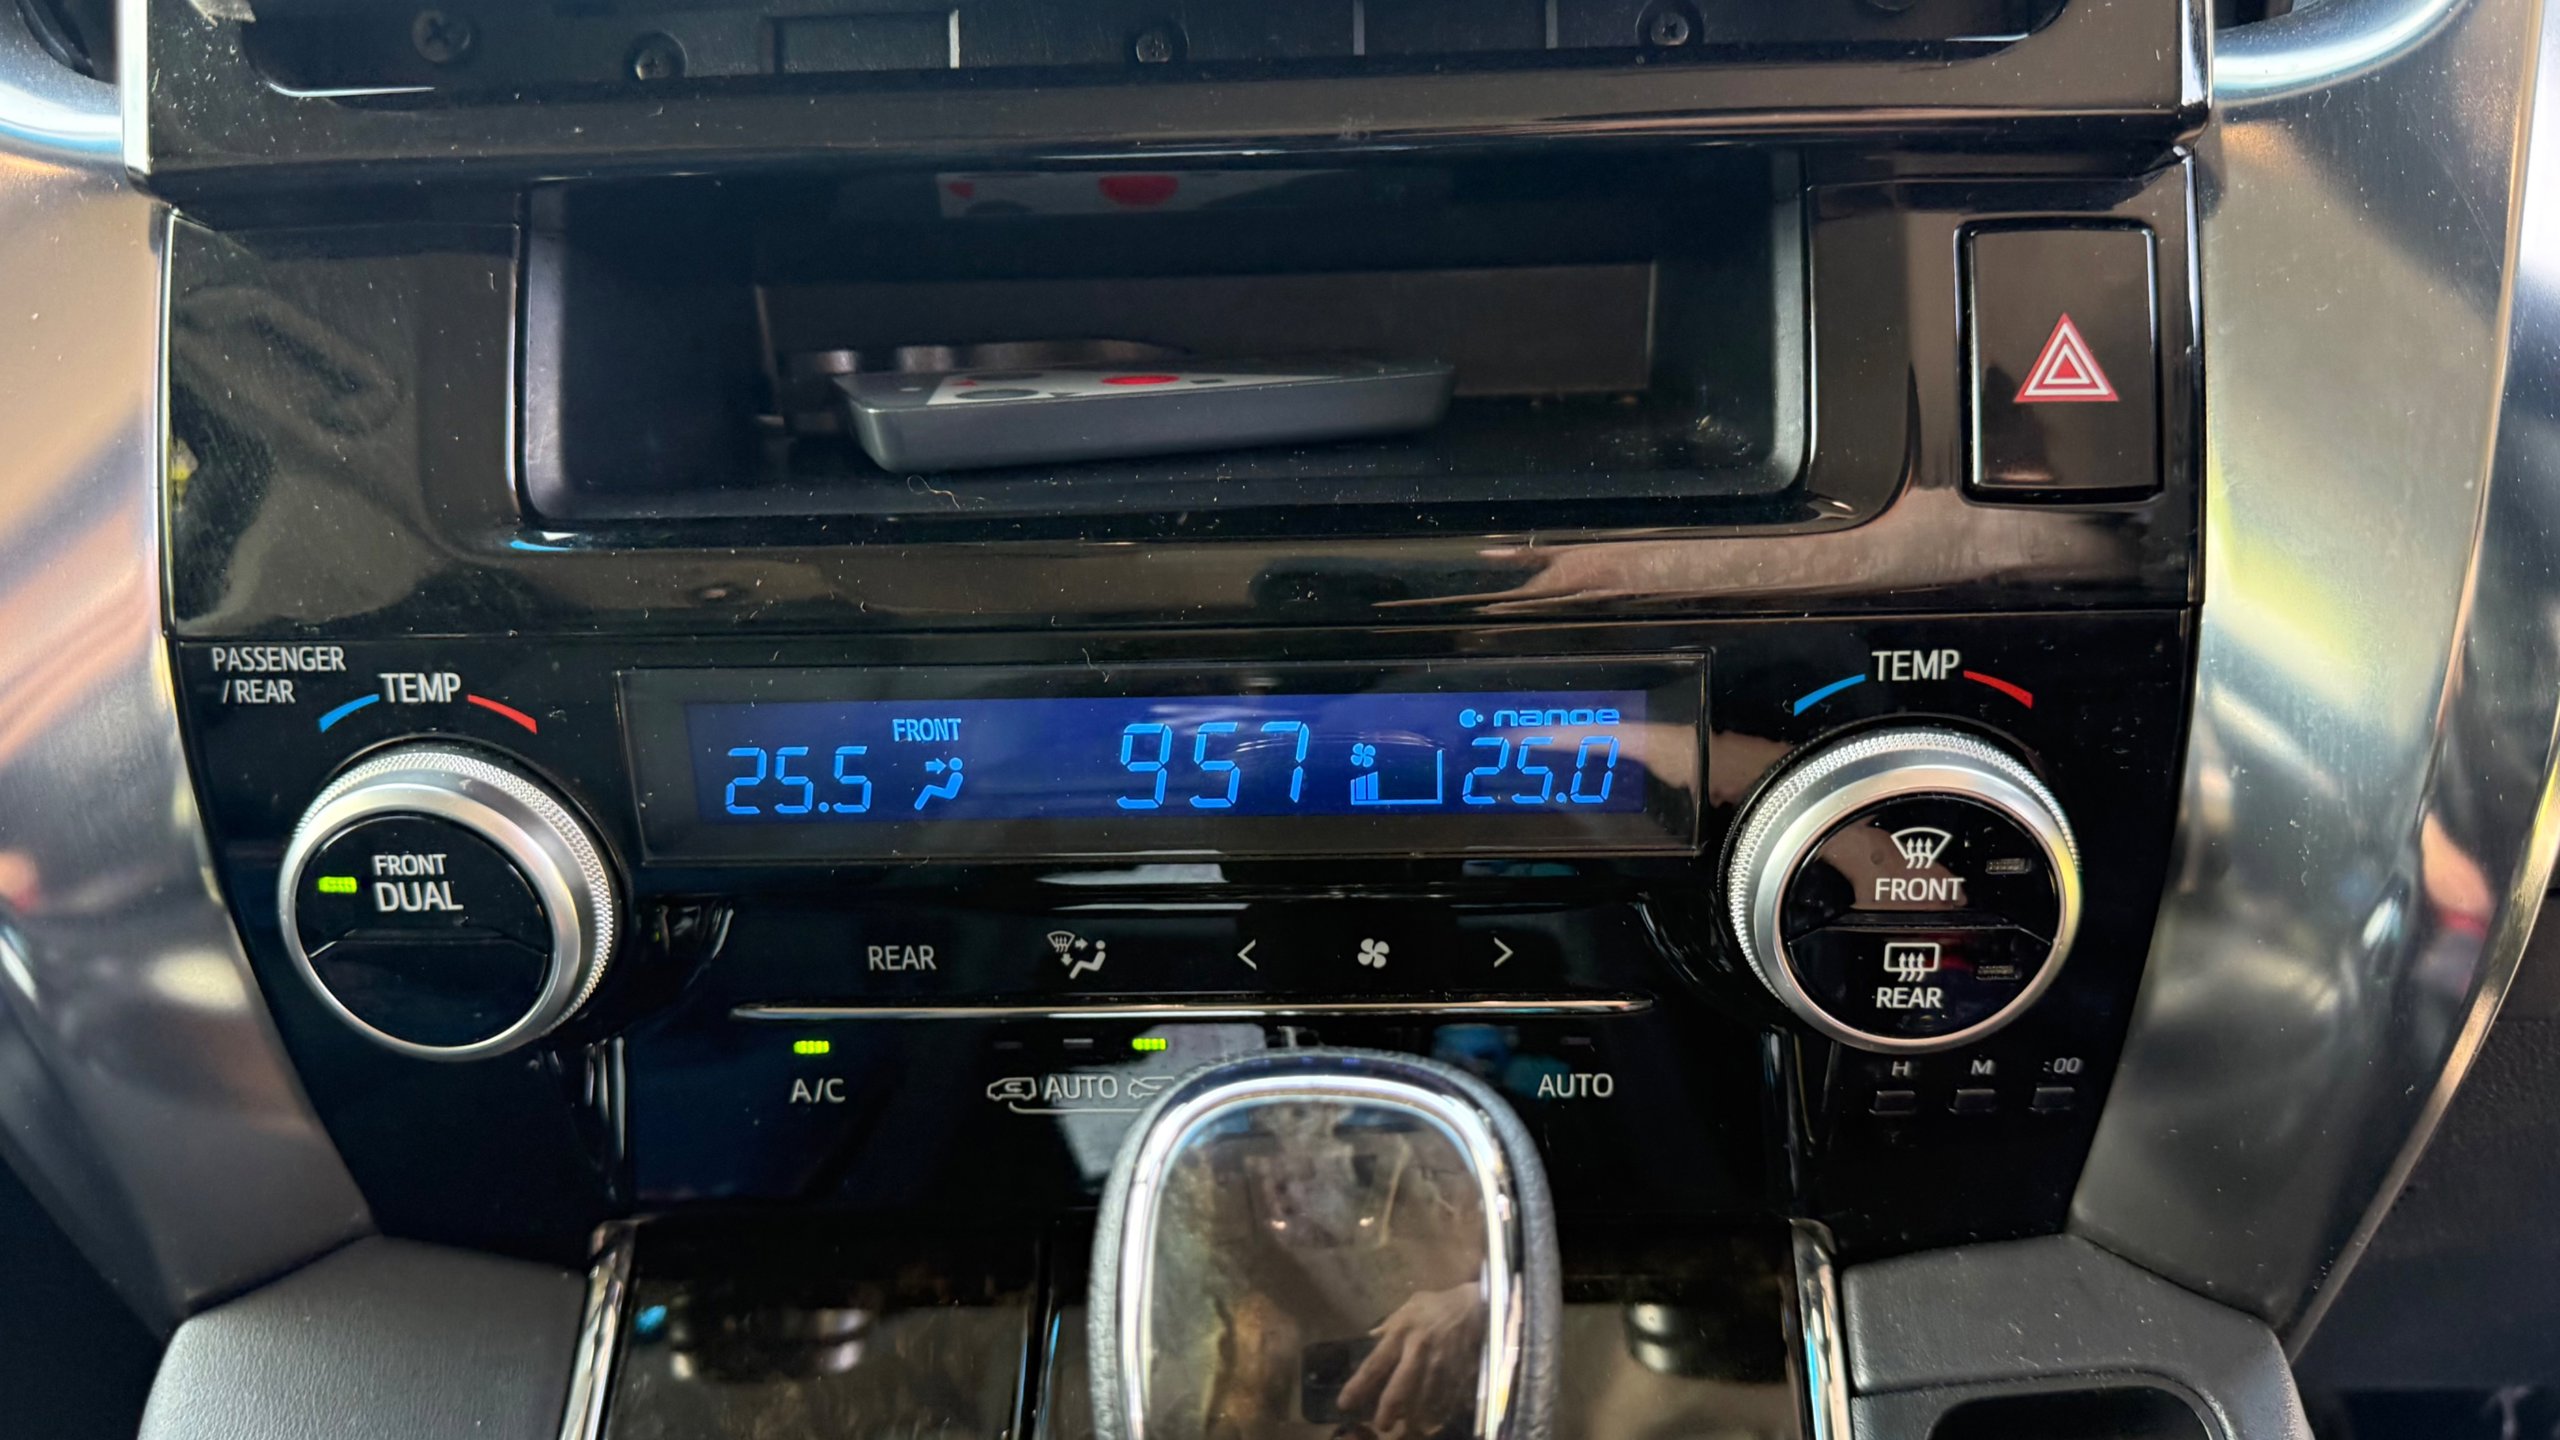 PASSENGER
/ REAR
TEMP
TEMP
FRONT
nanoe
25.5
957
25.0
FRONT
DUAL
FRONT
REAR
REAR
A/C
AUTO
AUTO
H M :00